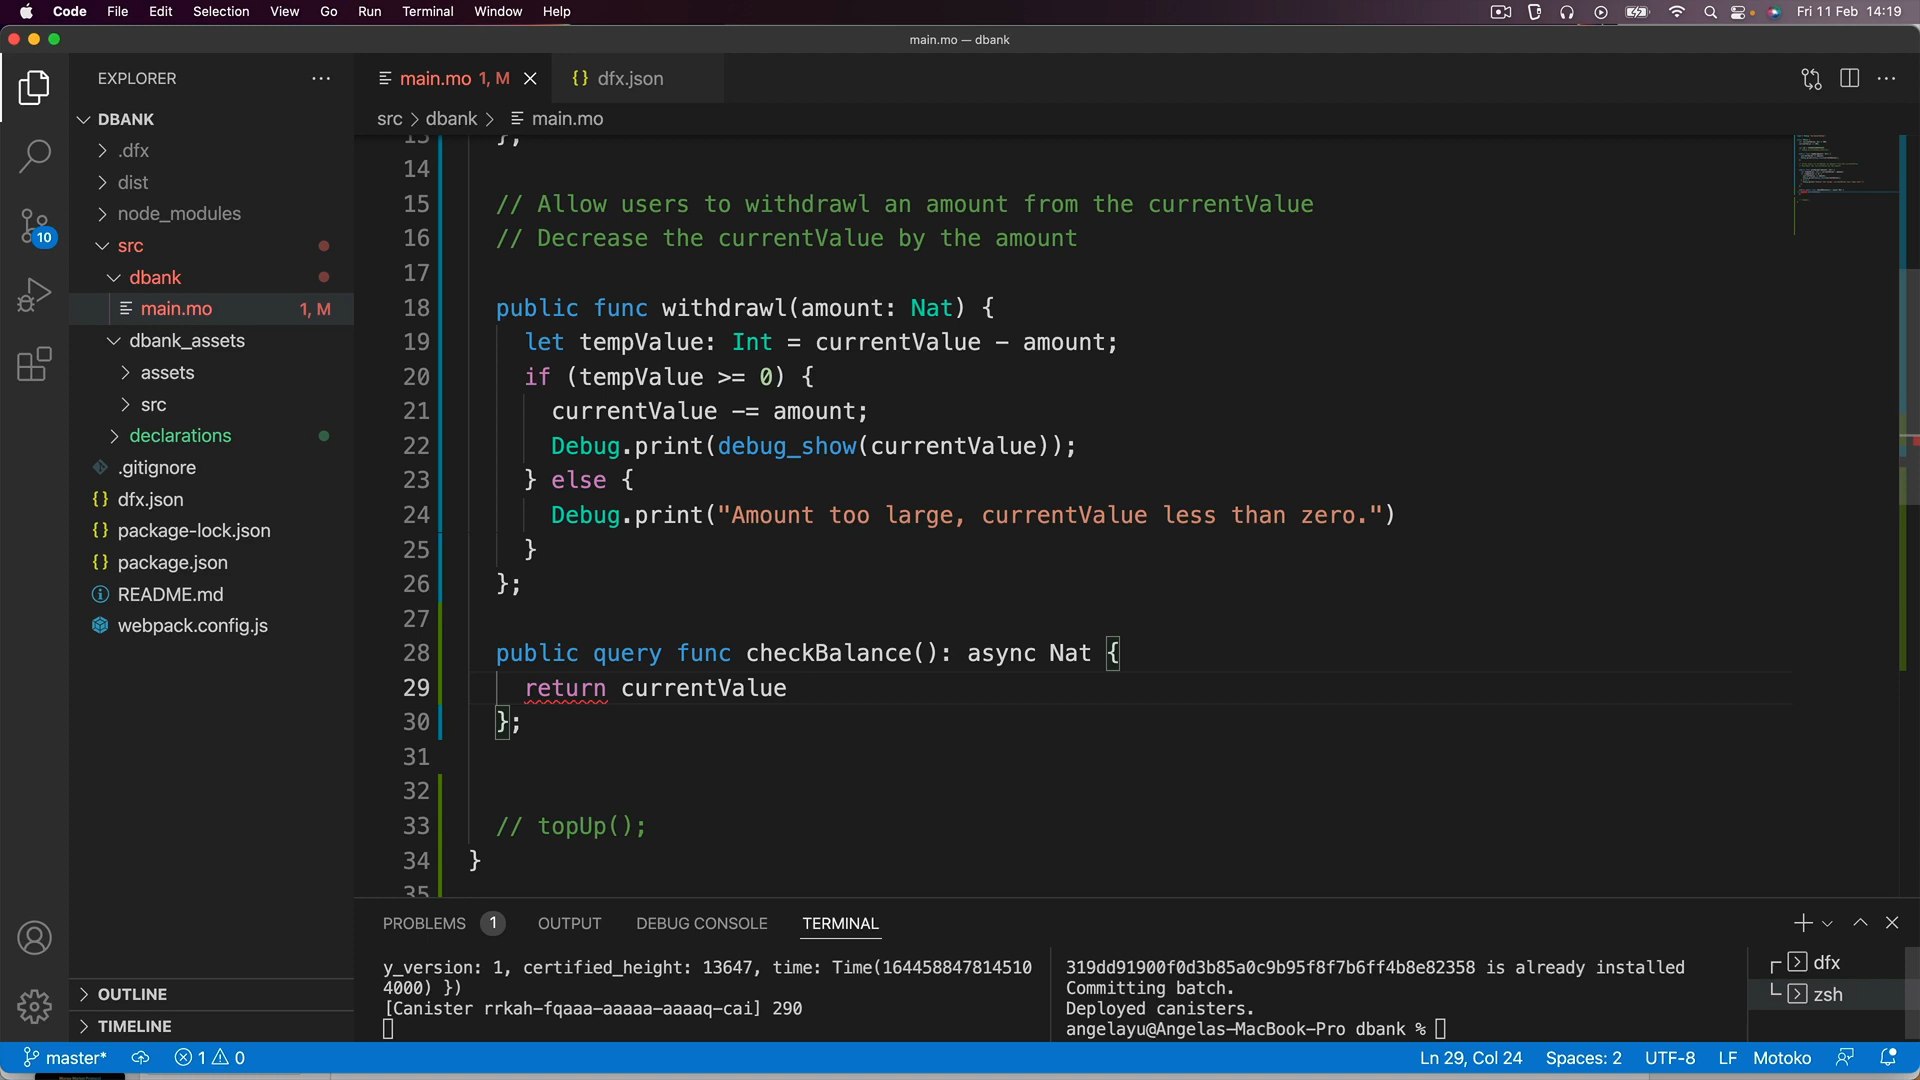 Code File Edit Selection View Go Run Terminal Window Help Fri 11 Feb 14:19
main.mo — dbank
EXPLORER
main.mo 1, M
dfx.json
src > dbank > main.mo
DBANK
.dfx
dist
node_modules
src
dbank
main.mo 1, M
dbank_assets
assets
src
declarations
.gitignore
dfx.json
package-lock.json
package.json
README.md
webpack.config.js
OUTLINE
TIMELINE
10
13 };
14
15 // Allow users to withdrawl an amount from the currentValue
16 // Decrease the currentValue by the amount
17
18 public func withdrawl(amount: Nat) {
19 let tempValue: Int = currentValue - amount;
20 if (tempValue >= 0) {
21 currentValue -= amount;
22 Debug.print(debug_show(currentValue));
23 } else {
24 Debug.print("Amount too large, currentValue less than zero.")
25 }
26 };
27
28 public query func checkBalance(): async Nat {
29 return currentValue
30 };
31
32
33 // topUp();
34 }
35
PROBLEMS 1 OUTPUT DEBUG CONSOLE TERMINAL
y_version: 1, certified_height: 13647, time: Time(164458847814510
4000) })
[Canister rrkah-fqaaa-aaaaa-aaaaq-cai] 290
319dd91900f0d3b85a0c9b95f8f7b6ff4b8e82358 is already installed
Committing batch.
Deployed canisters.
angelayu@Angelas-MacBook-Pro dbank %
dfx
zsh
master* 1 0 Ln 29, Col 24 Spaces: 2 UTF-8 LF Motoko